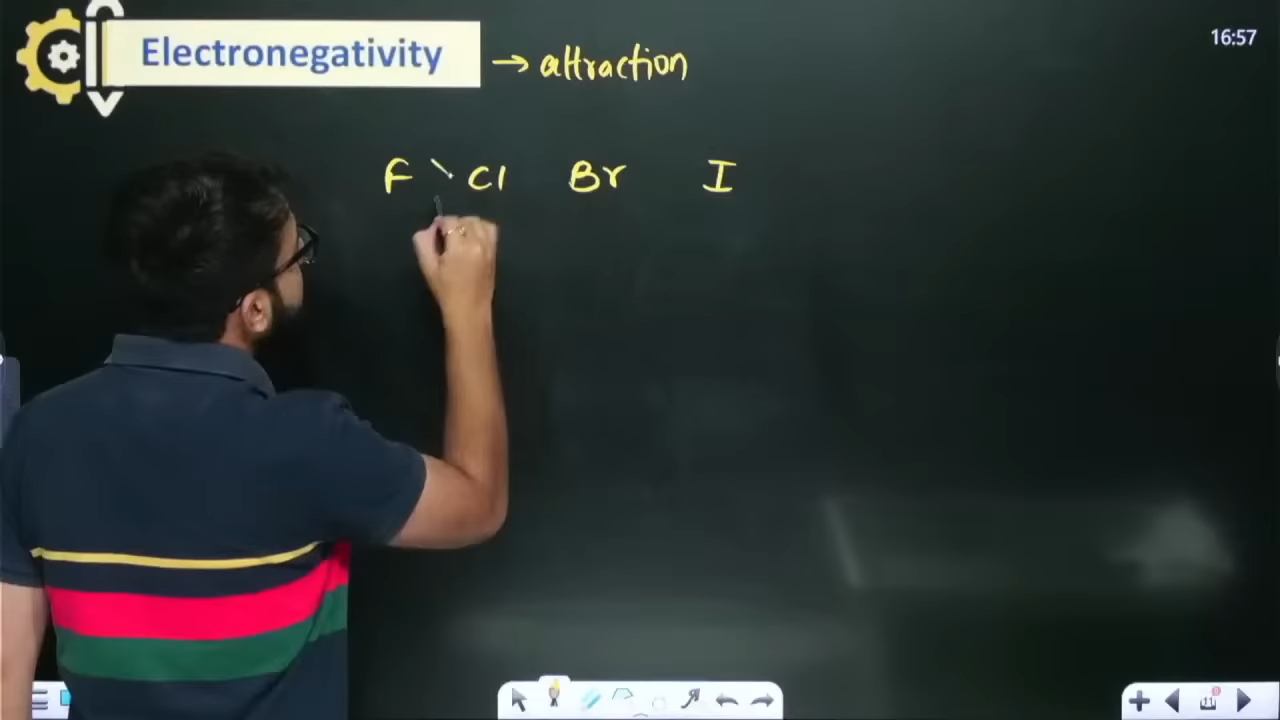 Electronegativity → attraction
16:57
F Cl Br I